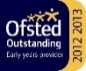 Ofsted
Outstanding
Early years provider
2012 2013